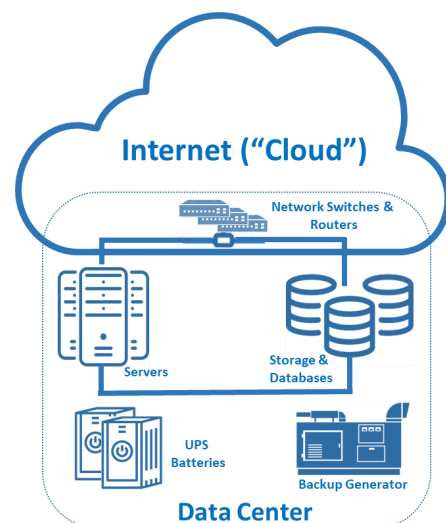 Internet (“Cloud”)
Network Switches &
Routers
Servers
Storage &
Databases
UPS
Batteries
Backup Generator
Data Center